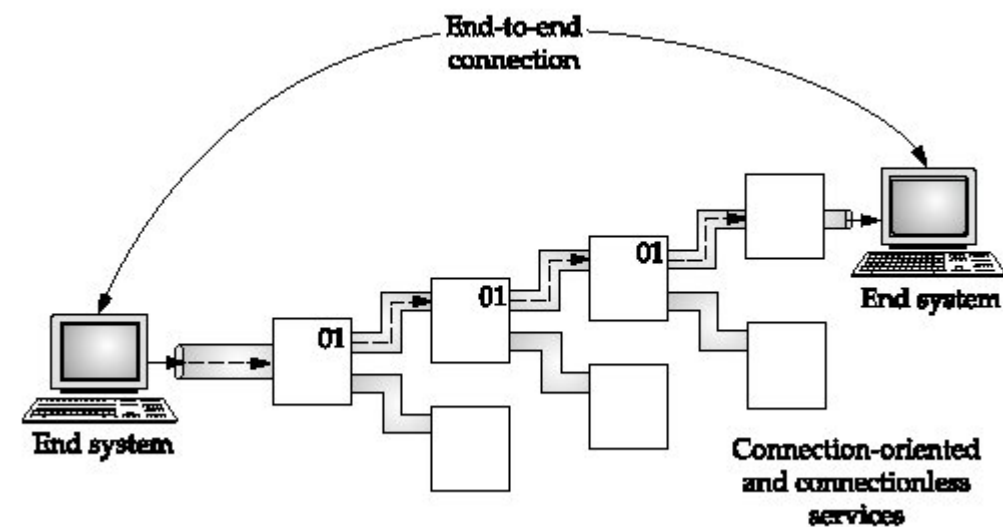 End-to-end
connection
01
01
01
End system
End system
Connection-oriented
and connectionless
services